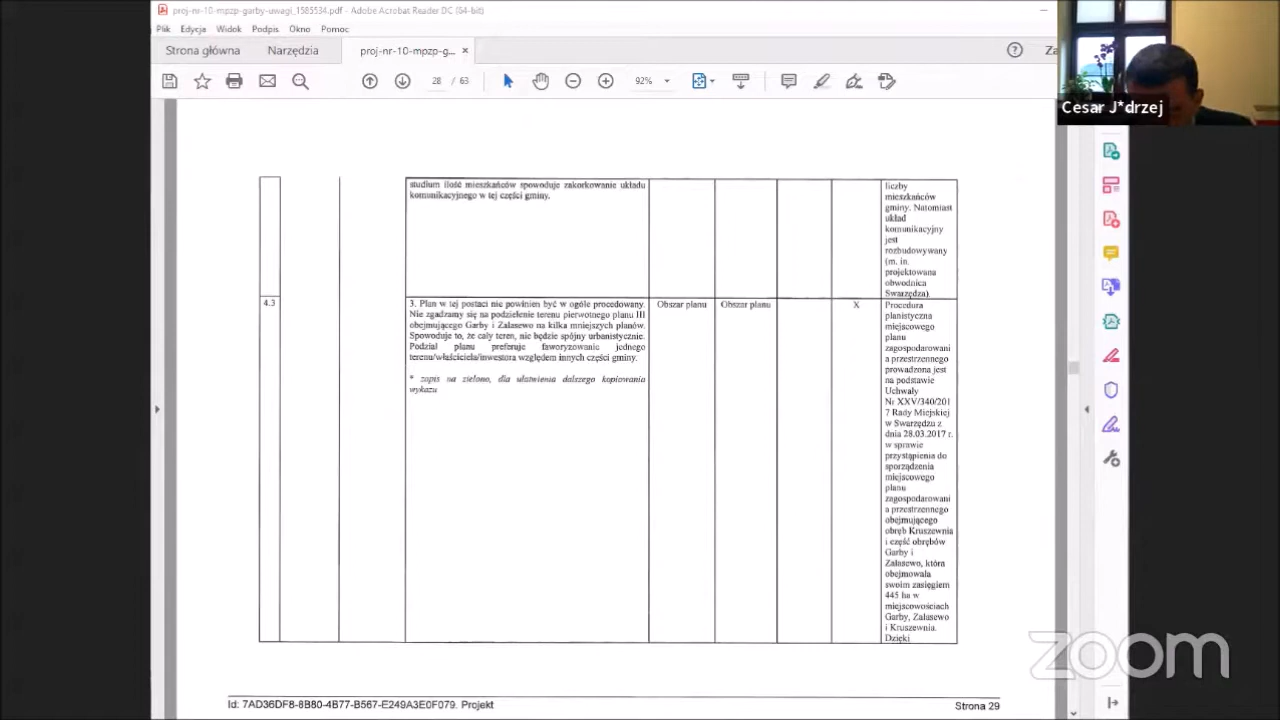 proj-nr-10-mpzp-garby-uwagi_1585534.pdf - Adobe Acrobat Reader DC (64-bit)
Plik Edycja Widok Podpis Okno Pomoc
Strona główna Narzędzia proj-nr-10-mpzp-g... × Za
28 / 63 92%
Cesar J*drzej
studium ilość mieszkańców spowoduje zakorkowanie układu
komunikacyjnego w tej części gminy.
liczby
mieszkańców
gminy. Natomiast
układ
komunikacyjny
jest
rozbudowywany
(m. in.
projektowana
obwodnica
Swarzędza).
4.3
3. Plan w tej postaci nie powinien być w ogóle procedowany.
Nie zgadzamy się na podzielenie terenu pierwotnego planu III
obejmującego Garby i Zalasewo na kilka mniejszych planów.
Spowoduje to, że cały teren, nie będzie spójny urbanistycznie.
Podział planu preferuje faworyzowanie jednego
terenu/właściciela/inwestora względem innych części gminy.
* zapis na zielono, dla ułatwienia dalszego kopiowania
wykazu
Obszar planu
Obszar planu
X
Procedura
planistyczna
miejscowego
planu
zagospodarowani
a przestrzennego
prowadzona jest
na podstawie
Uchwały
Nr XXV/340/201
7 Rady Miejskiej
w Swarzędzu z
dnia 28.03.2017 r.
w sprawie
przystąpienia do
sporządzenia
miejscowego
planu
zagospodarowani
a przestrzennego
obejmującego
obręb Kruszewnia
i część obrębów
Garby i
Zalasewo, która
obejmowała
swoim zasięgiem
445 ha w
miejscowościach
Garby, Zalasewo
i Kruszewnia.
Dzięki
Id: 7AD36DF8-8B80-4B77-B567-E249A3E0F079. Projekt
Strona 29
zoom